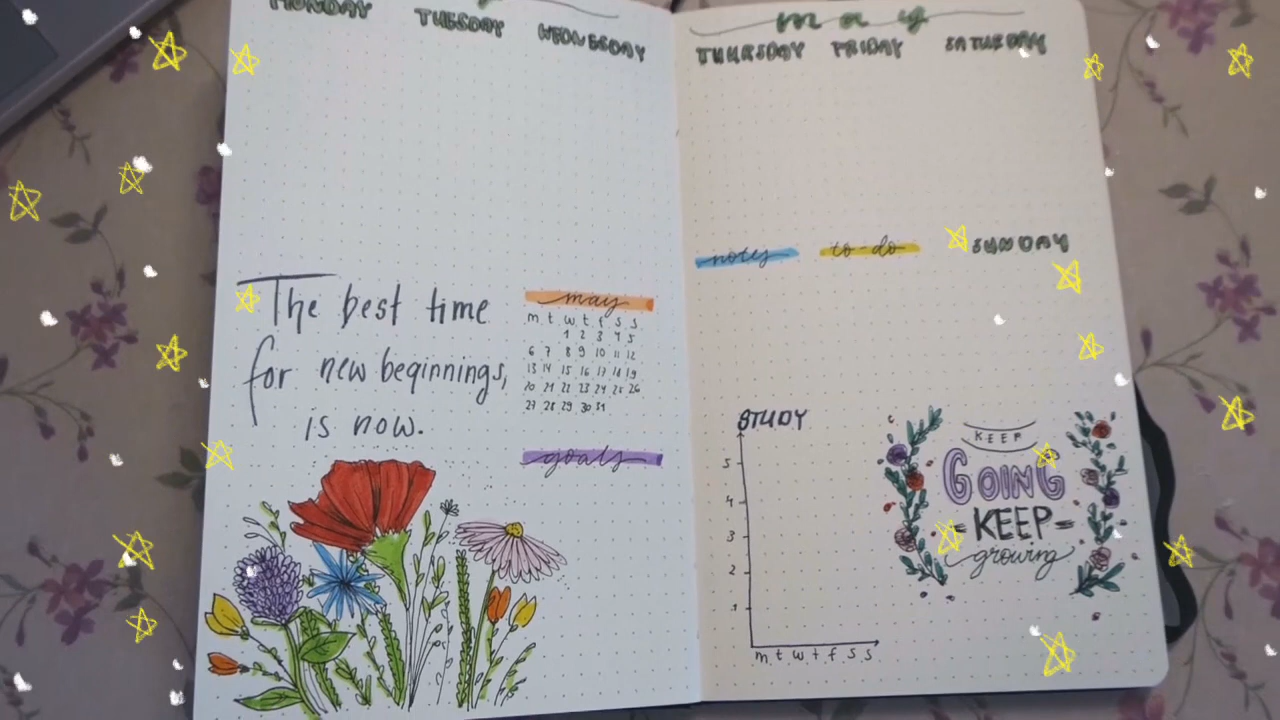 MONDAY TUESDAY WEDNESDAY
The best time
for new beginnings,
is now.
may
m t w t f s s
1 2 3 4 5
6 7 8 9 10 11 12
13 14 15 16 17 18 19
20 21 22 23 24 25 26
27 28 29 30 31
goals
may
THURSDAY FRIDAY SATURDAY
notes to-do SUNDAY
STUDY
5
4
3
2
1
m t w t f s s
KEEP
GOING
-KEEP-
growing